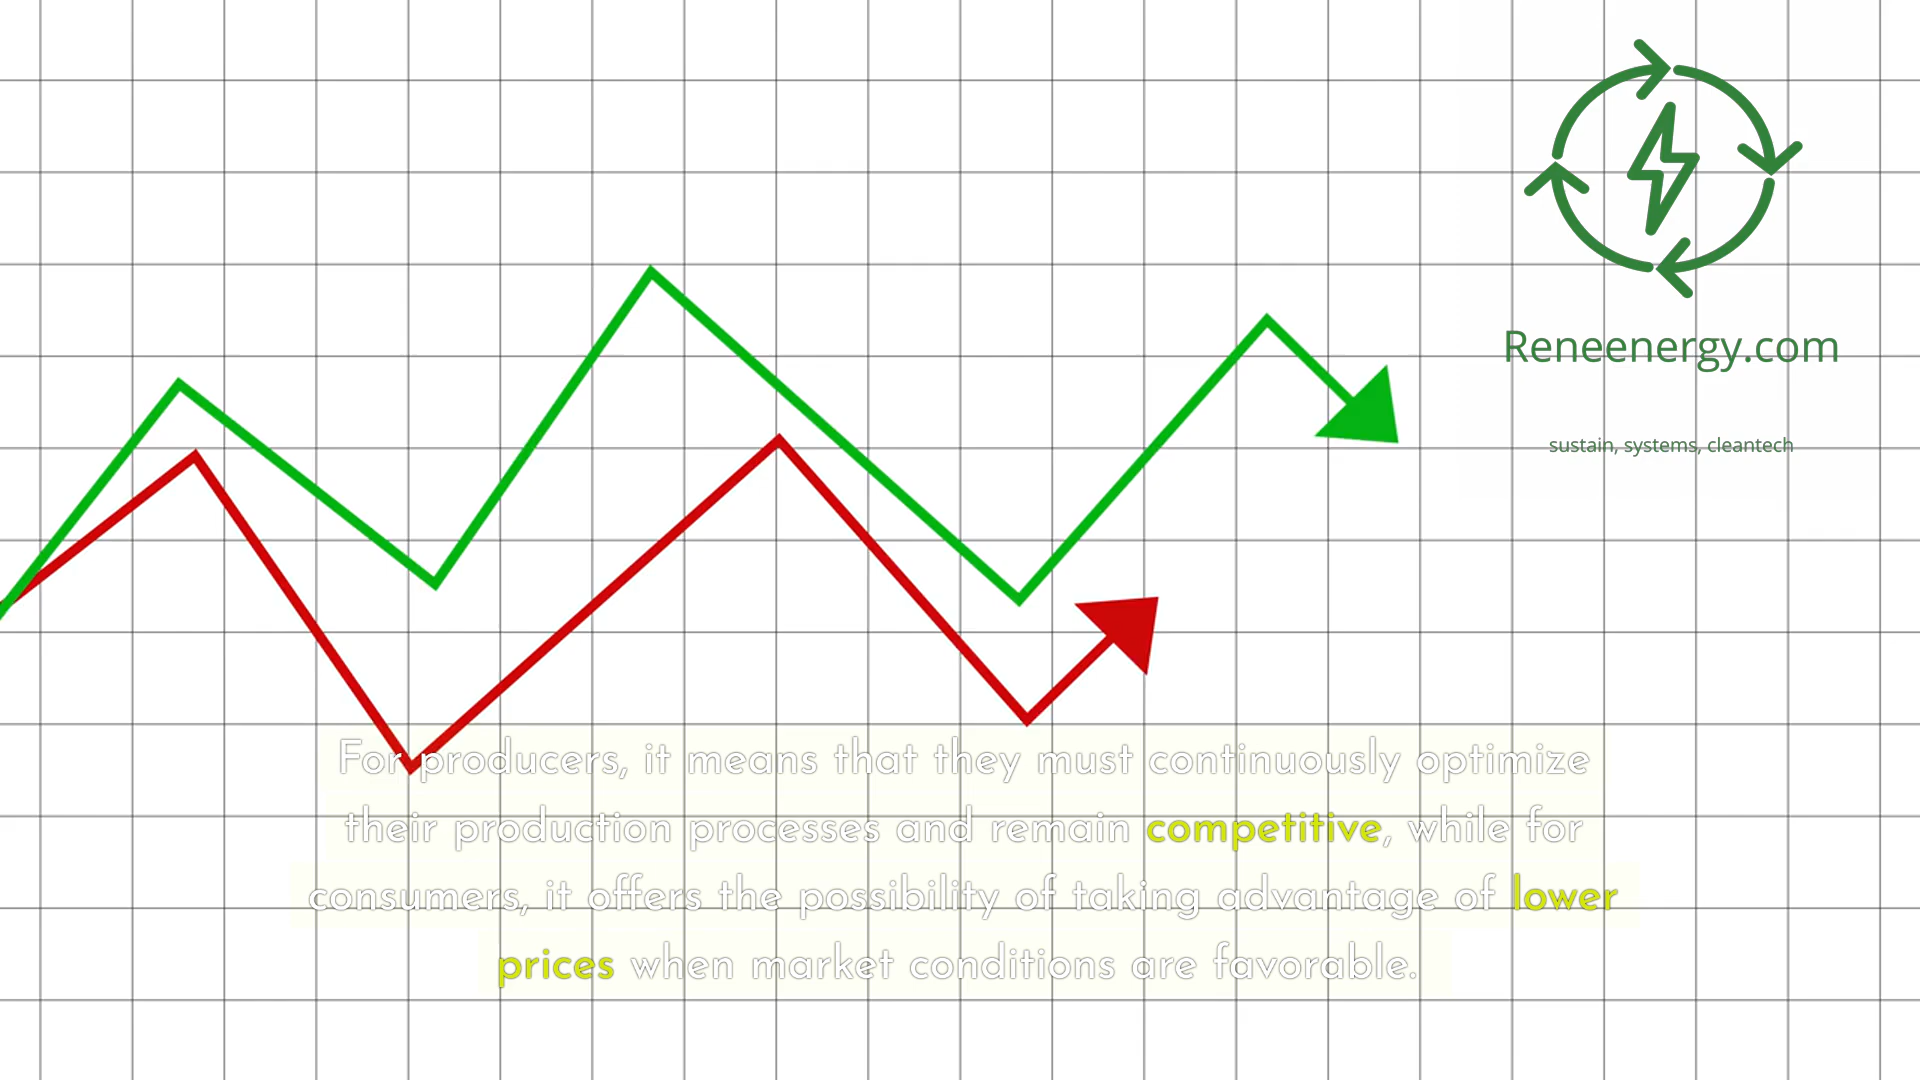 Reneenergy.com
sustain, systems, cleantech
For producers, it means that they must continuously optimize
their production processes and remain competitive, while for
consumers, it offers the possibility of taking advantage of lower
prices when market conditions are favorable.